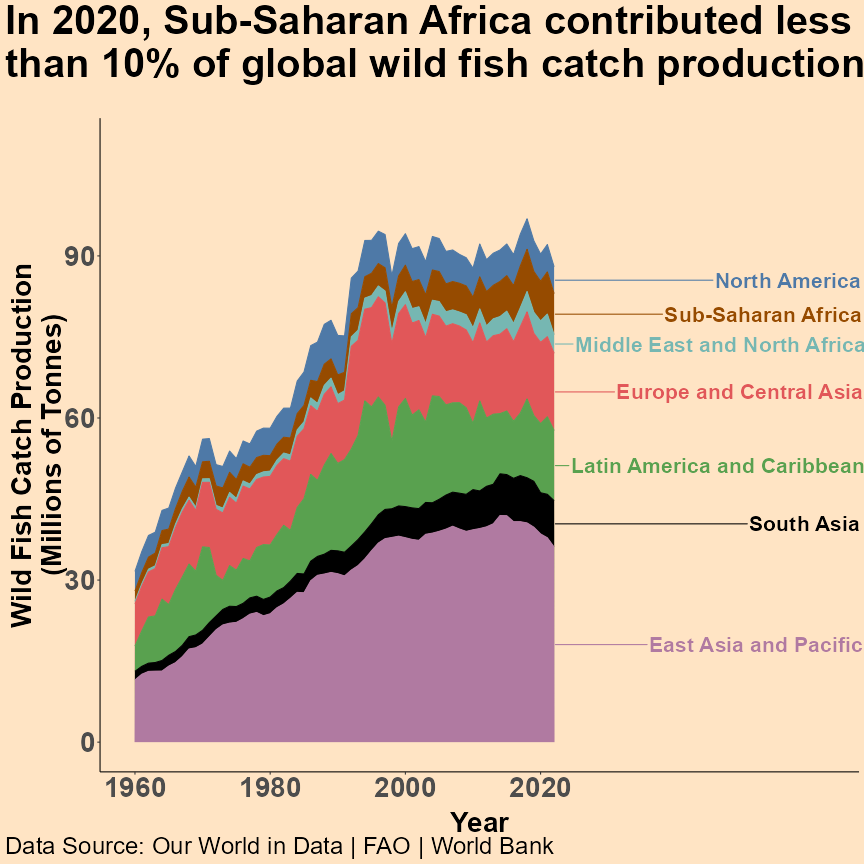 In 2020, Sub-Saharan Africa contributed less
than 10% of global wild fish catch production
Wild Fish Catch Production
(Millions of Tonnes)
90
60
30
0
North America
Sub-Saharan Africa
Middle East and North Africa
Europe and Central Asia
Latin America and Caribbean
South Asia
East Asia and Pacific
1960 1980 2000 2020
Year
Data Source: Our World in Data | FAO | World Bank